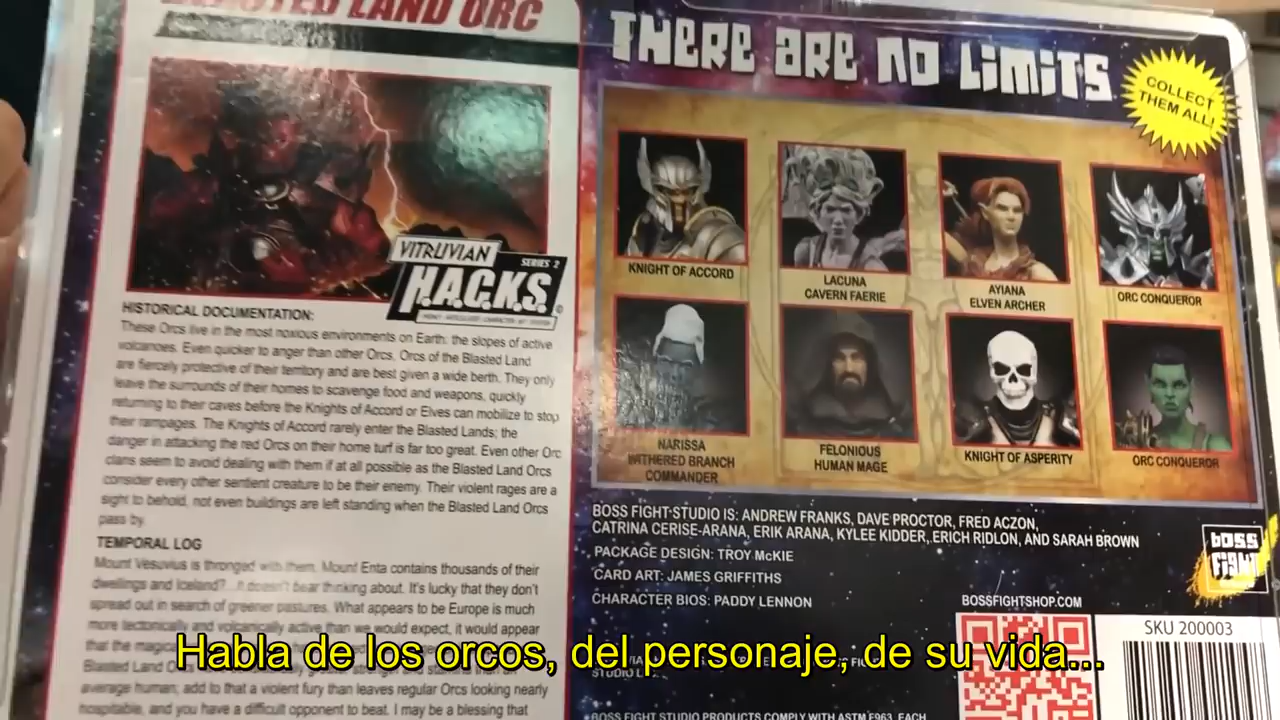 LAND ORC
VITRUVIAN
SERIES 2
H.A.C.K.S.
HISTORICAL DOCUMENTATION:
These Orcs live in the most noxious environments on Earth: the slopes of active
volcanoes. Even quicker to anger than other Orcs, Orcs of the Blasted Land
are fiercely protective of their territory and are best given a wide berth. They only
leave the surrounds of their homes to scavenge food and weapons, quickly
returning to their caves before the Knights of Accord or Elves can mobilize to stop
their rampages. The Knights of Accord rarely enter the Blasted Lands; the
danger in attacking the red Orcs on their home turf is far too great. Even other Orc
clans seem to avoid dealing with them if at all possible as the Blasted Land Orcs
consider every other sentient creature to be their enemy. Their violent rages are a
sight to behold, not even buildings are left standing when the Blasted Land Orcs
pass by.
TEMPORAL LOG
Mount Vesuvius is thronged with them, Mount Enta contains thousands of their
dwellings and Iceland?...It doesn't bear thinking about. It's lucky that they don't
spread out in search of greener pastures. What appears to be Europe is much
more tectonically and volcanically active than we would expect, it would appear
that the
Blasted Land
average human; add to that a violent fury than leaves regular Orcs looking nearly
hospitable, and you have a difficult opponent to beat. I may be a blessing that
THERE ARE NO LIMITS
COLLECT
THEM ALL!
KNIGHT OF ACCORD
LACUNA
CAVERN FAERIE
AYIANA
ELVEN ARCHER
ORC CONQUEROR
NARISSA
WITHERED BRANCH
COMMANDER
FELONIOUS
HUMAN MAGE
KNIGHT OF ASPERITY
ORC CONQUEROR
BOSS FIGHT STUDIO IS: ANDREW FRANKS, DAVE PROCTOR, FRED ACZON,
CATRINA CERISE-ARANA, ERIK ARANA, KYLEE KIDDER, ERICH RIDLON, AND SARAH BROWN
PACKAGE DESIGN: TROY McKIE
CARD ART: JAMES GRIFFITHS
CHARACTER BIOS: PADDY LENNON
BOSS
FIGHT
BOSSFIGHTSHOP.COM
SKU 200003
BOSS FIGHT STUDIO PRODUCTS COMPLY WITH ASTM F963, EACH
Habla de los orcos, del personaje, de su vida...